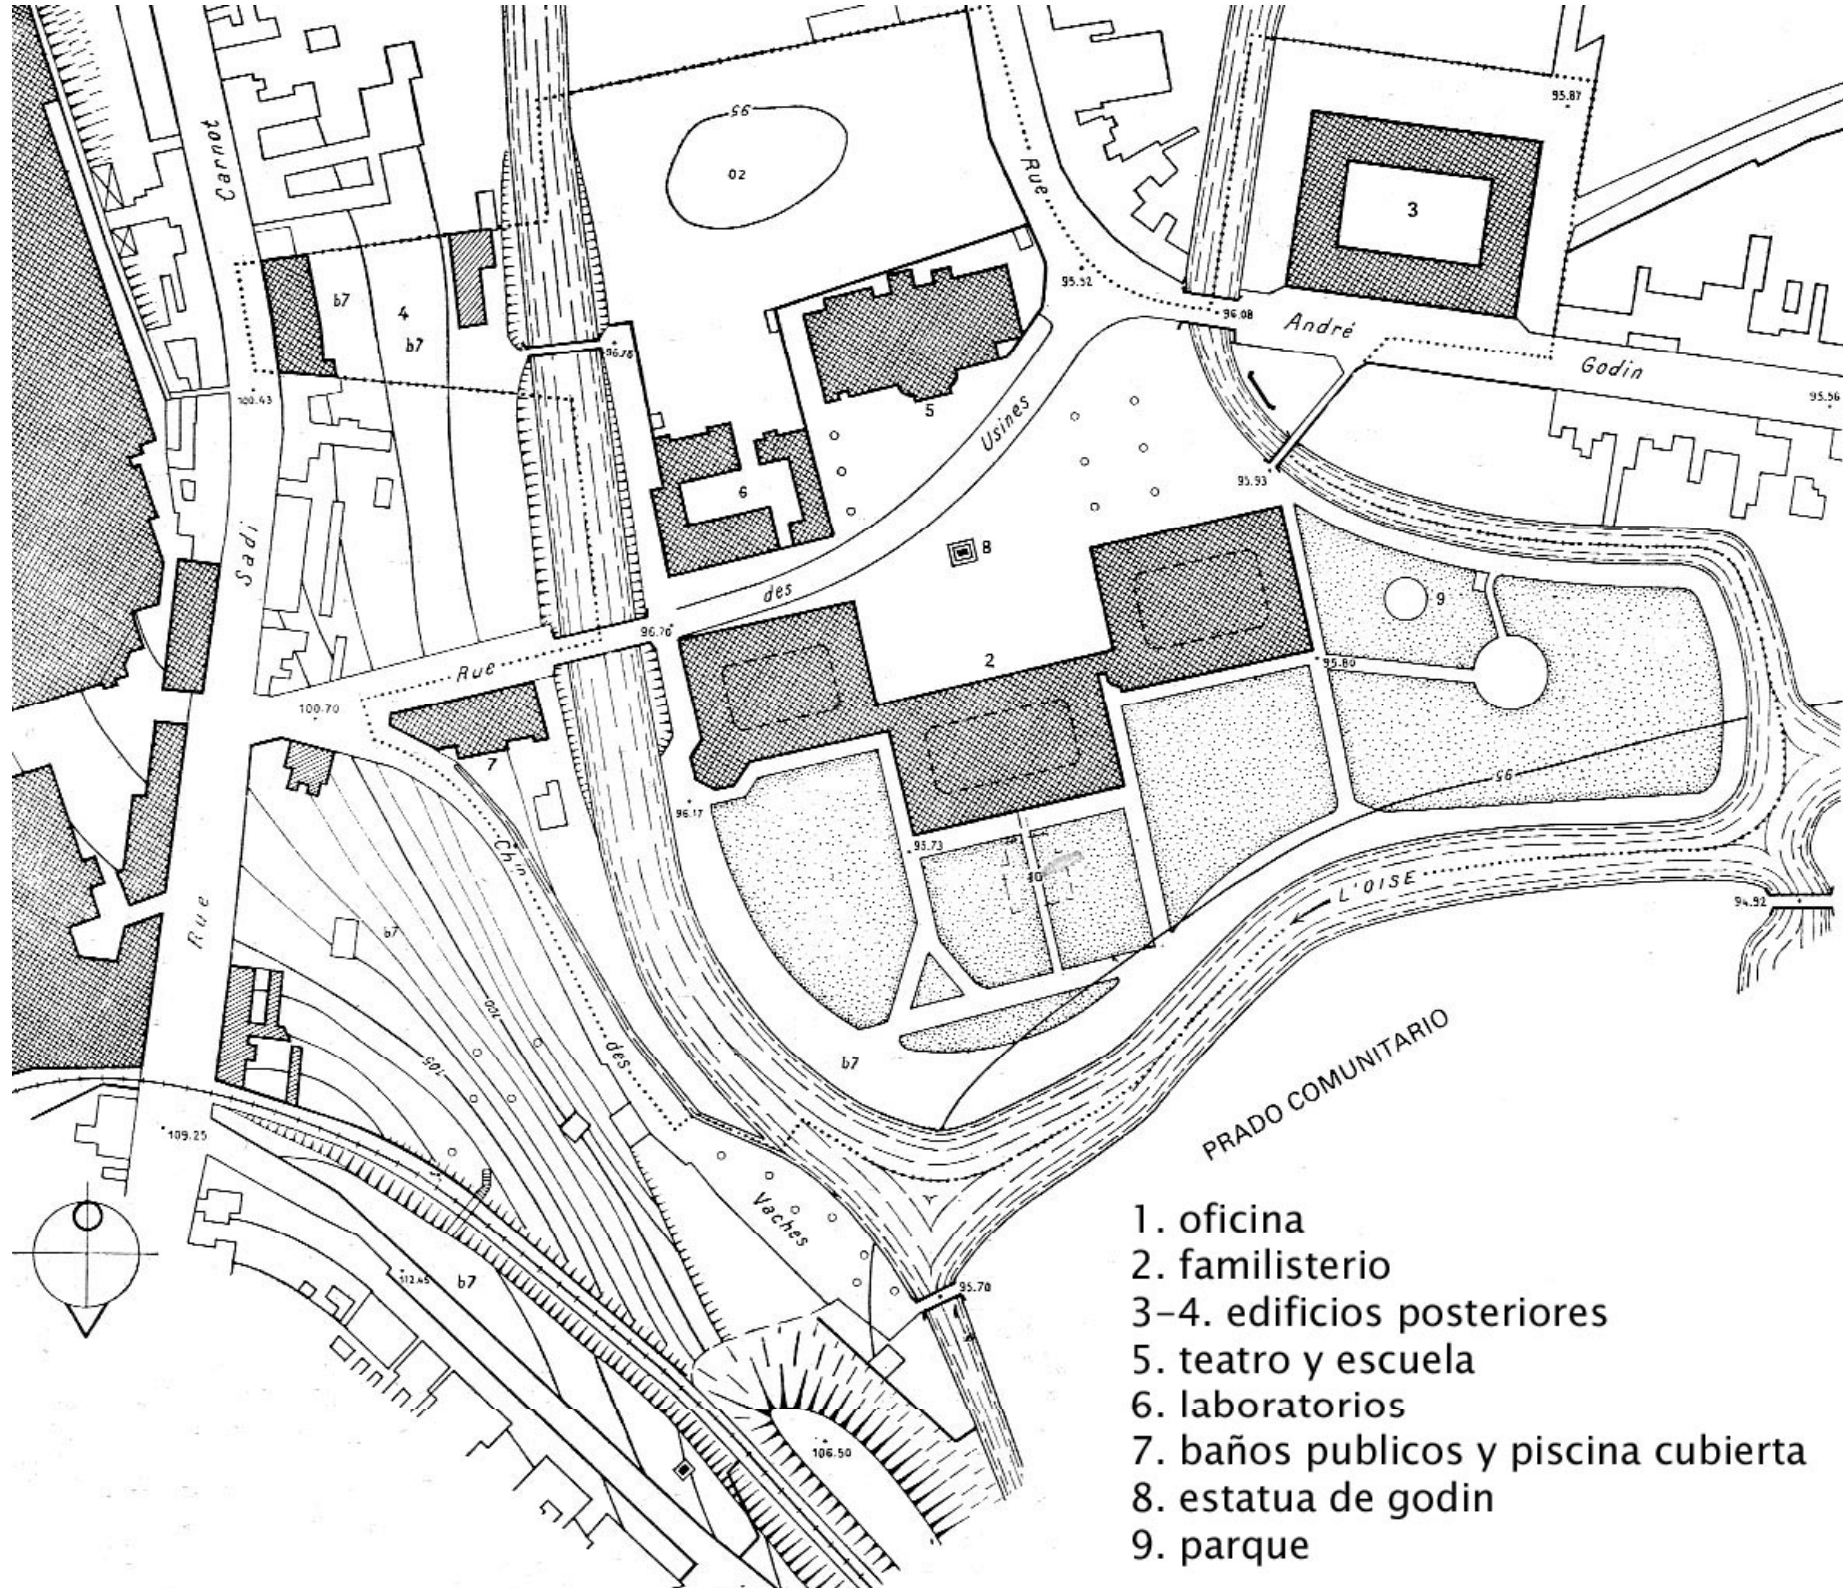 Carnot
95
02
Rue
95.87
3
b7
4
b7
96.08
95.52
André
Godin
95.56
100.43
5
Usines
6
95.93
Sadi
8
des
9
96.70
2
Rue
95.80
100.70
7
95
96.17
95.73
Ch'in
10
L'OISE
94.92
Rue
b7
100
105
des
b7
PRADO COMUNITARIO
109.25
Vaches
112.45
b7
95.70
106.50
1. oficina
2. familisterio
3-4. edificios posteriores
5. teatro y escuela
6. laboratorios
7. baños publicos y piscina cubierta
8. estatua de godin
9. parque